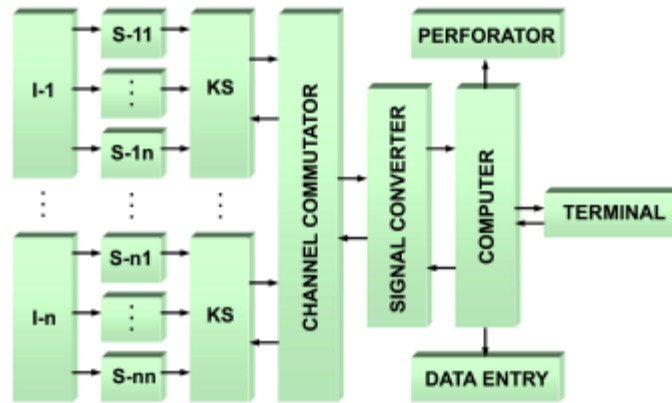 I-1
S-11
S-1n
KS
CHANNEL COMMUTATOR
SIGNAL CONVERTER
COMPUTER
PERFORATOR
TERMINAL
DATA ENTRY
I-n
S-n1
S-nn
KS